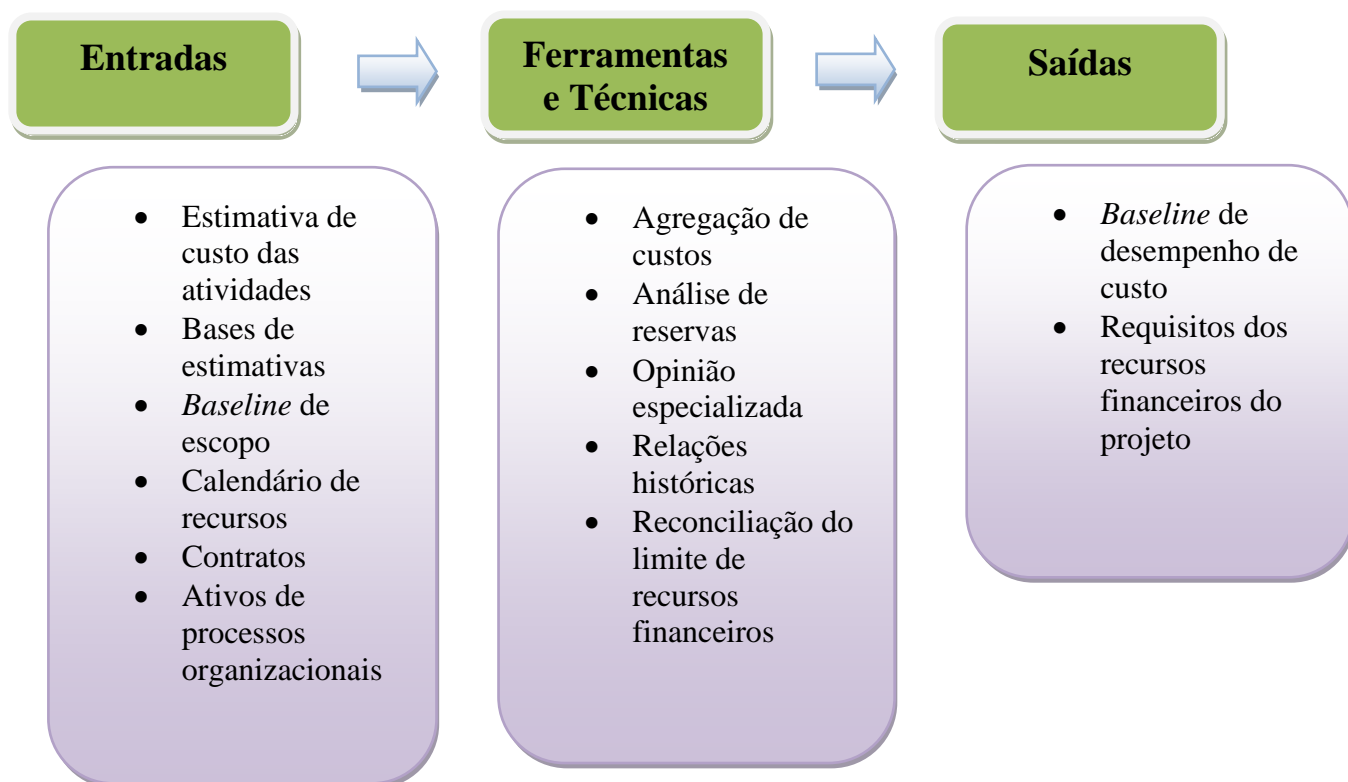 Entradas
Ferramentas
e Técnicas
Saídas
• Estimativa de
custo das
atividades
• Bases de
estimativas
• Baseline de
escopo
• Calendário de
recursos
• Contratos
• Ativos de
processos
organizacionais
• Agregação de
custos
• Análise de
reservas
• Opinião
especializada
• Relações
históricas
• Reconciliação do
limite de
recursos
financeiros
• Baseline de
desempenho de
custo
• Requisitos dos
recursos
financeiros do
projeto